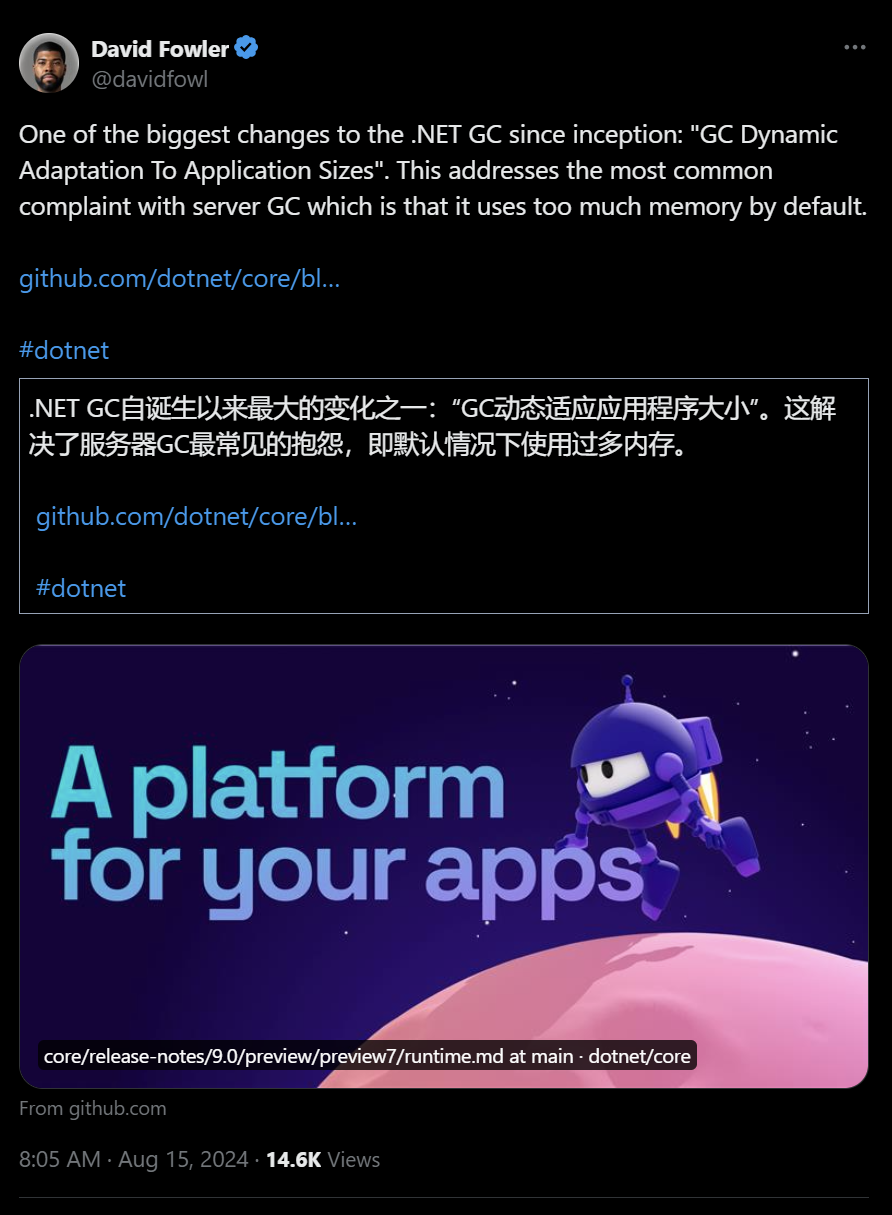 David Fowler
@davidfowl
One of the biggest changes to the .NET GC since inception: "GC Dynamic
Adaptation To Application Sizes". This addresses the most common
complaint with server GC which is that it uses too much memory by default.
github.com/dotnet/core/bl...
#dotnet
.NET GC自诞生以来最大的变化之一：“GC动态适应应用程序大小”。这解
决了服务器GC最常见的抱怨，即默认情况下使用过多内存。
github.com/dotnet/core/bl...
#dotnet
A platform
for your apps
core/release-notes/9.0/preview/preview7/runtime.md at main · dotnet/core
From github.com
8:05 AM · Aug 15, 2024 · 14.6K Views